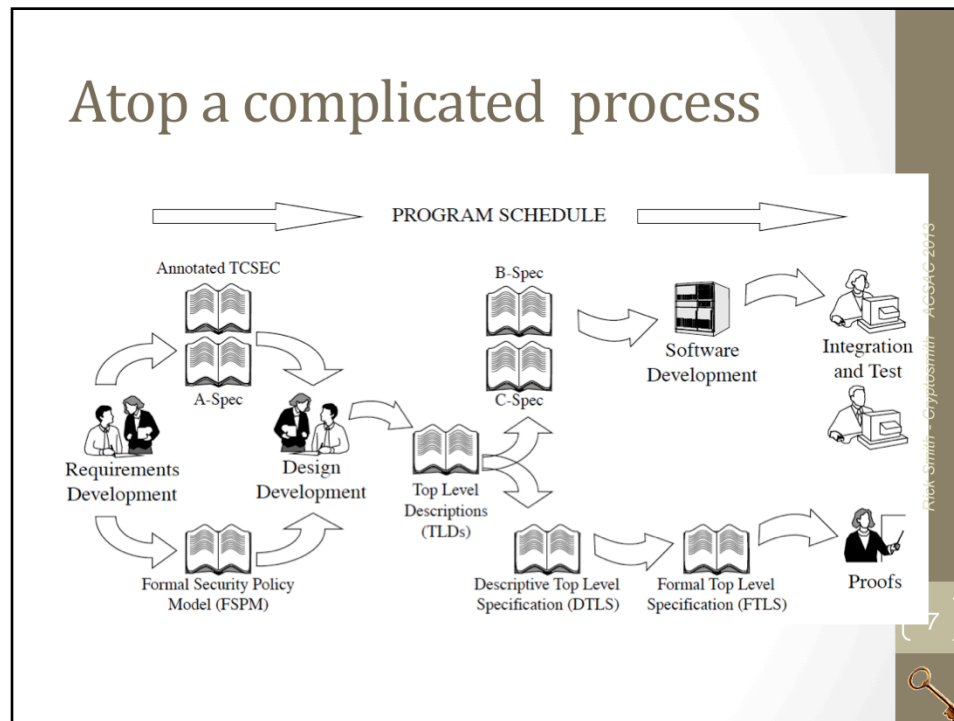 Atop a complicated process
PROGRAM SCHEDULE
Annotated TCSEC
A-Spec
Requirements
Development
Formal Security Policy
Model (FSPM)
Design
Development
Top Level
Descriptions
(TLDs)
B-Spec
C-Spec
Software
Development
Integration
and Test
Descriptive Top Level
Specification (DTLS)
Formal Top Level
Specification (FTLS)
Proofs
Rick Smith - Cryptosmith ACSAC 2013
7